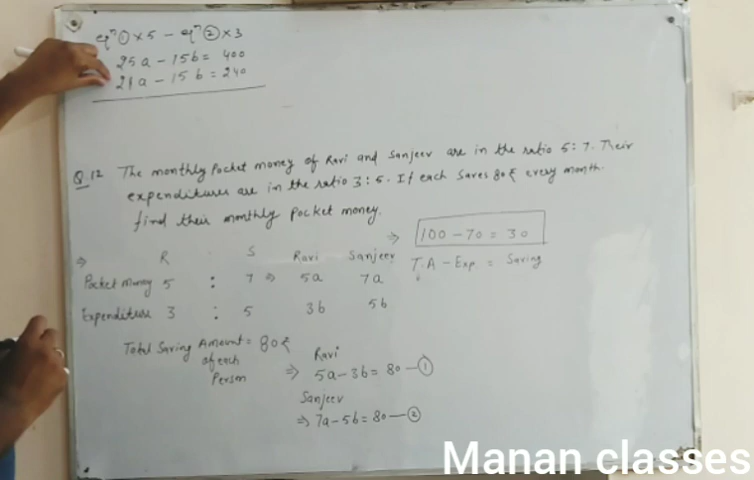 eqⁿ ① × 5 - eqⁿ ② × 3
25a - 15b = 400
21a - 15b = 240
Q.12 The monthly Pocket money of Ravi and Sanjeev are in the ratio 5:7. Their
expenditures are in the ratio 3:5. If each saves 80₹ every month.
find their monthly pocket money.
⇒ 100 - 70 = 30
T.A - Exp. = Saving
⇒ R S Ravi Sanjeev
Pocket money 5 : 7 ⇒ 5a 7a
Expenditure 3 : 5 3b 5b
Total Saving Amount = 80₹
of each
Person
Ravi
⇒ 5a - 3b = 80 — ①
Sanjeev
⇒ 7a - 5b = 80 — ②
Manan classes